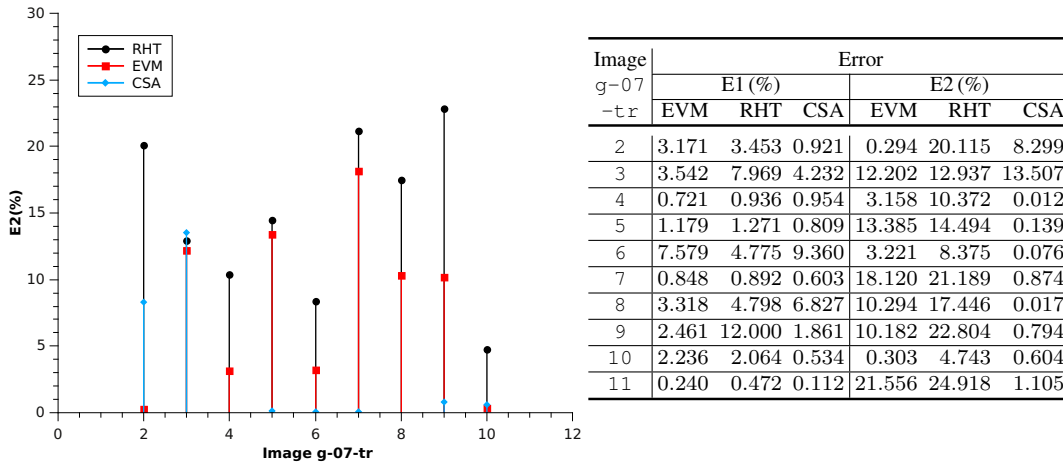 30
25
20
15
10
5
0
E2(%)
RHT
EVM
CSA
0 2 4 6 8 10 12
Image g-07-tr
Image Error
g-07 E1 (%) E2 (%)
-tr EVM RHT CSA EVM RHT CSA
2 3.171 3.453 0.921 0.294 20.115 8.299
3 3.542 7.969 4.232 12.202 12.937 13.507
4 0.721 0.936 0.954 3.158 10.372 0.012
5 1.179 1.271 0.809 13.385 14.494 0.139
6 7.579 4.775 9.360 3.221 8.375 0.076
7 0.848 0.892 0.603 18.120 21.189 0.874
8 3.318 4.798 6.827 10.294 17.446 0.017
9 2.461 12.000 1.861 10.182 22.804 0.794
10 2.236 2.064 0.534 0.303 4.743 0.604
11 0.240 0.472 0.112 21.556 24.918 1.105